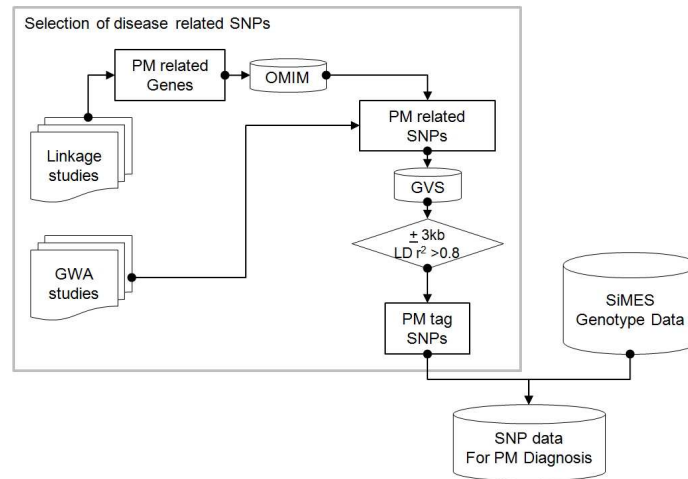 Selection of disease related SNPs
PM related
Genes
OMIM
PM related
SNPs
Linkage
studies
GVS
± 3kb
LD r² >0.8
GWA
studies
SiMES
Genotype Data
PM tag
SNPs
SNP data
For PM Diagnosis